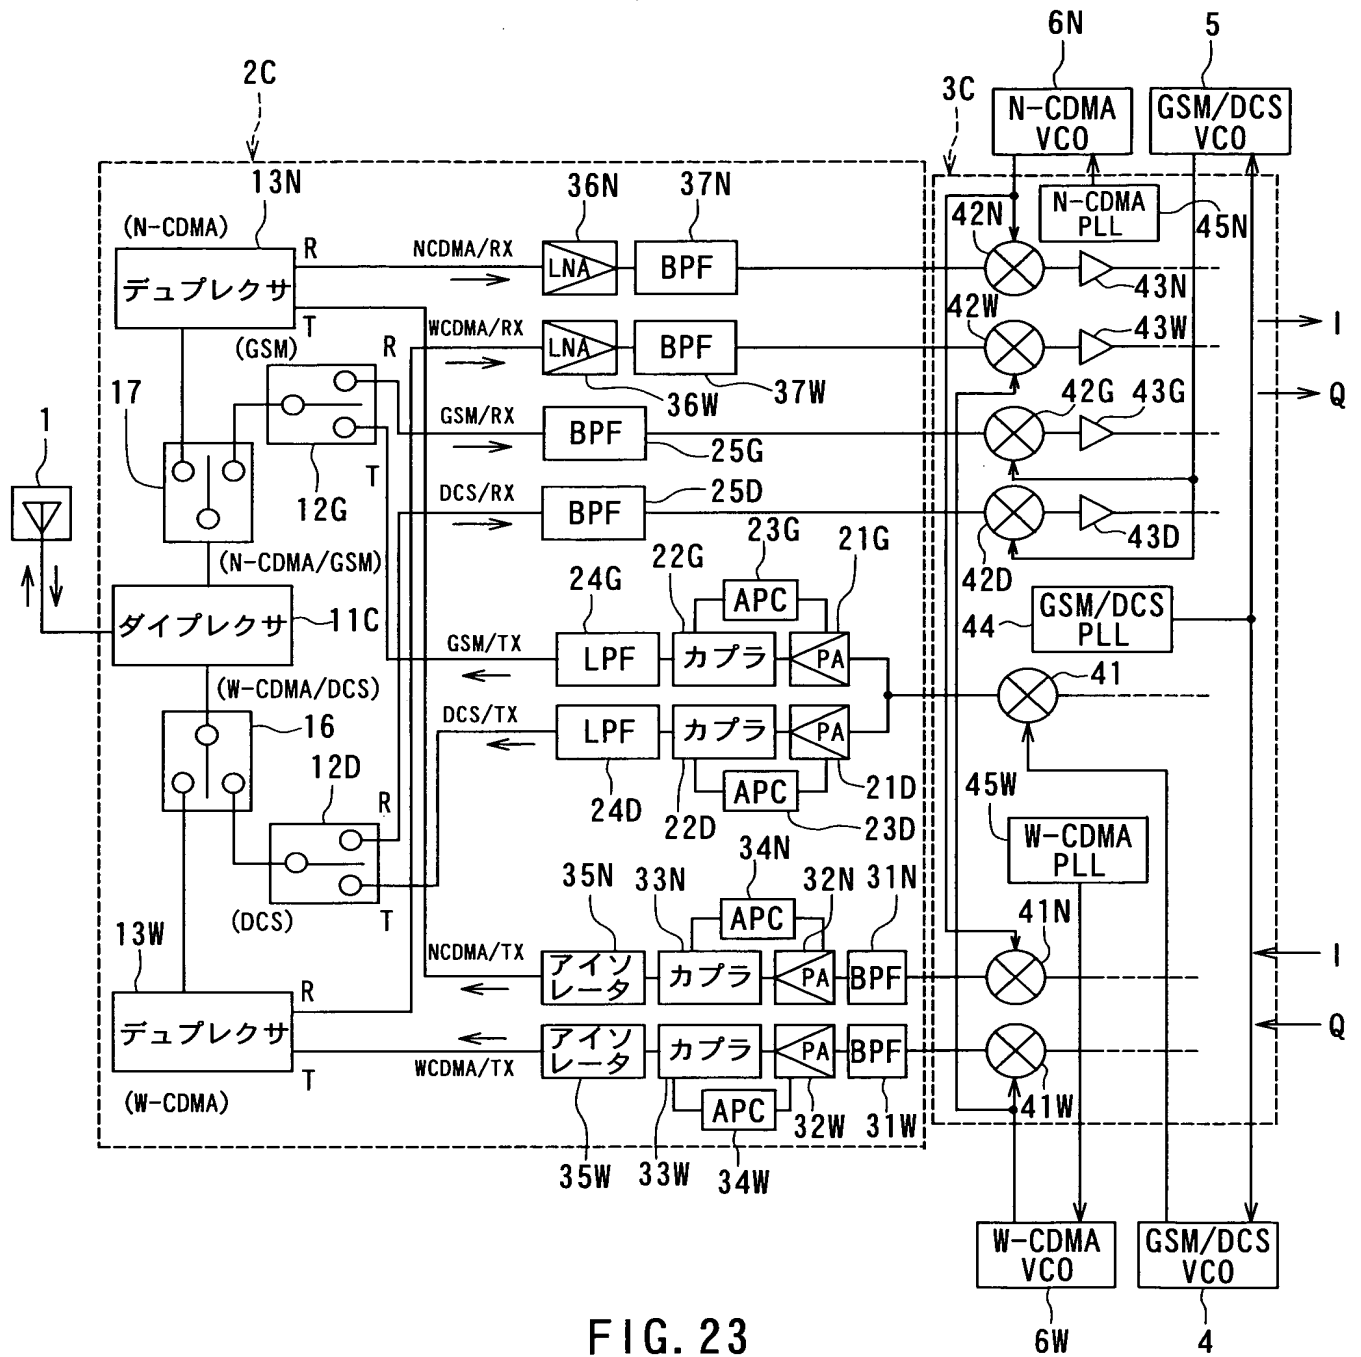 6N
5
2C
3C
N-CDMA
VCO
GSM/DCS
VCO
13N
36N
37N
42N
N-CDMA
PLL
45N
(N-CDMA)
R
NCDMA/RX
LNA
BPF
デュプレクサ
43N
T
42W
WCDMA/RX
43W
I
(GSM)
R
LNA
BPF
17
36W
37W
42G
43G
Q
1
GSM/RX
BPF
25G
T
12G
DCS/RX
25D
BPF
43D
(N-CDMA/GSM)
42D
23G
22G
21G
24G
APC
ダイプレクサ
11C
GSM/TX
LPF
カプラ
PA
44
GSM/DCS
PLL
(W-CDMA/DCS)
41
16
DCS/TX
LPF
カプラ
PA
12D
APC
R
24D
22D
21D
23D
45W
W-CDMA
PLL
34N
35N
33N
32N
31N
(DCS)
T
APC
13W
NCDMA/TX
41N
アイソ
レータ
カプラ
PA
BPF
I
R
デュプレクサ
アイソ
レータ
カプラ
PA
BPF
Q
T
WCDMA/TX
(W-CDMA)
APC
41W
35W
33W
34W
32W
31W
W-CDMA
VCO
GSM/DCS
VCO
6W
4
FIG. 23